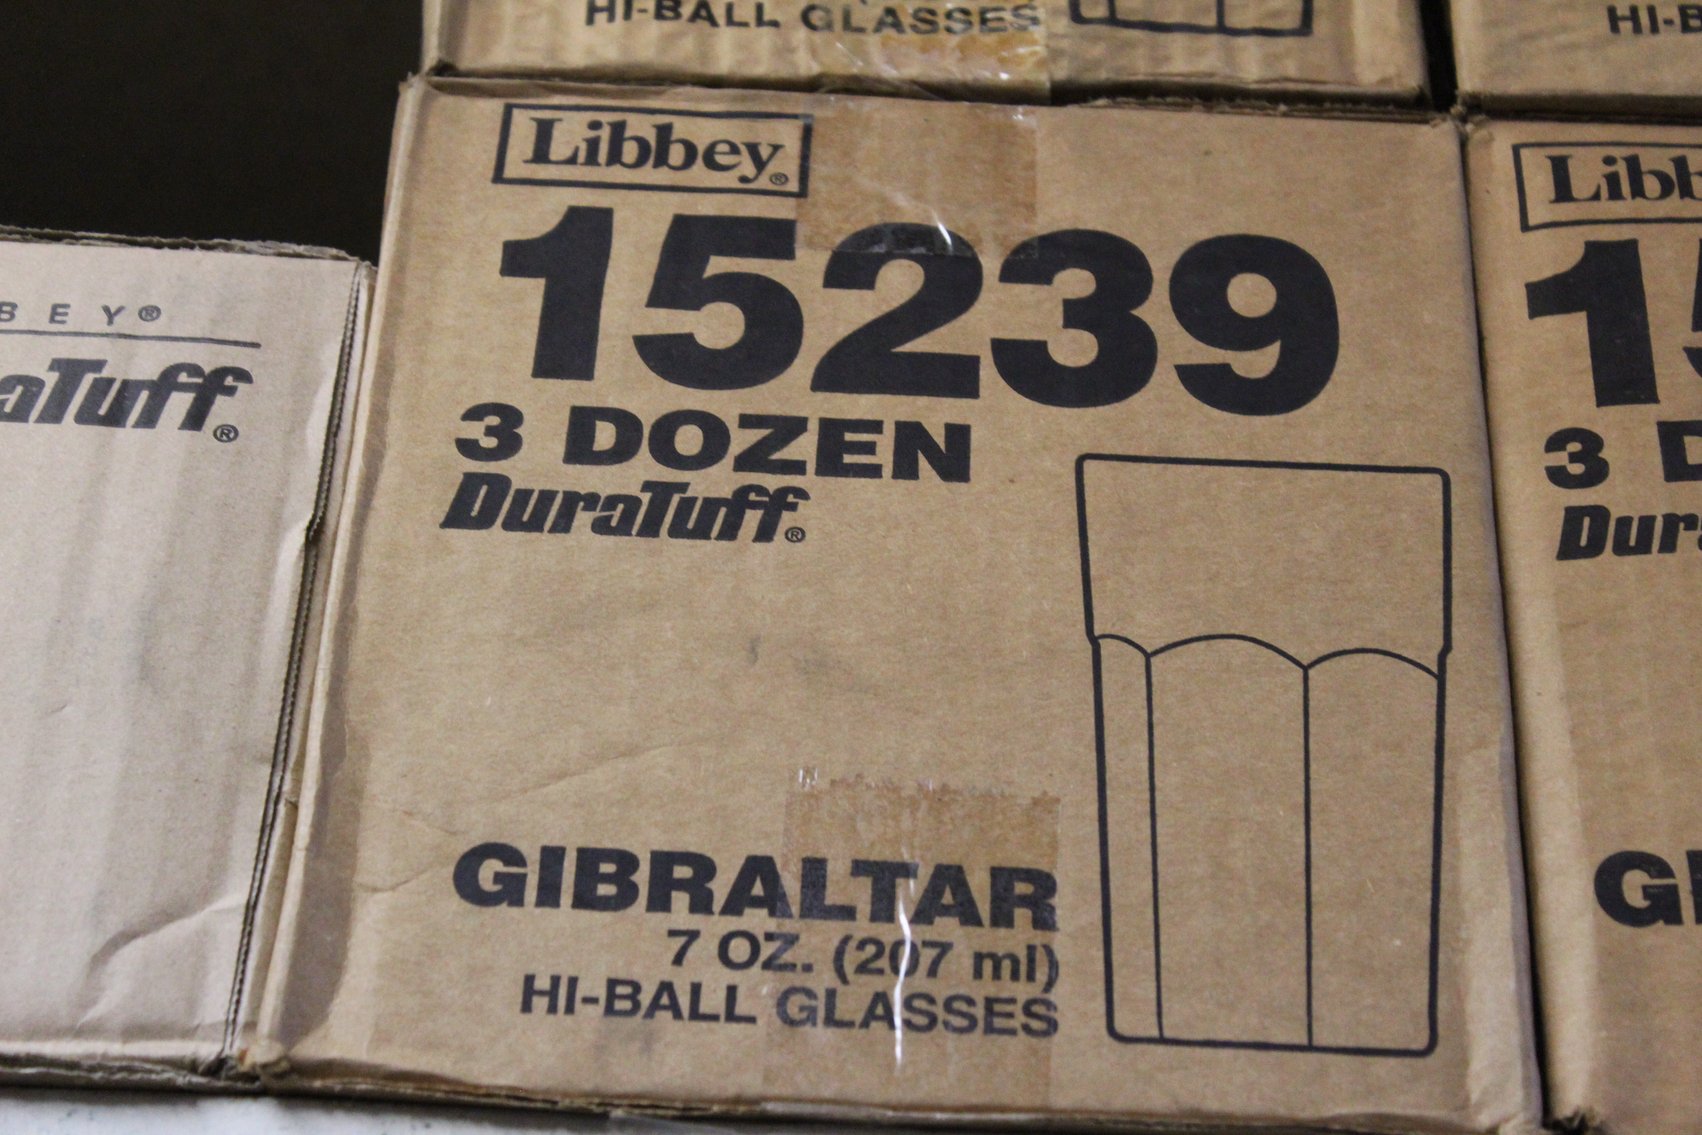 HI-BALL GLASSES
HI-B
BEY®
aTuff®
Libbey®
15239
3 DOZEN
DuraTuff®
GIBRALTAR
7 OZ. (207 ml)
HI-BALL GLASSES
Libb
15
3 D
Dura
GI